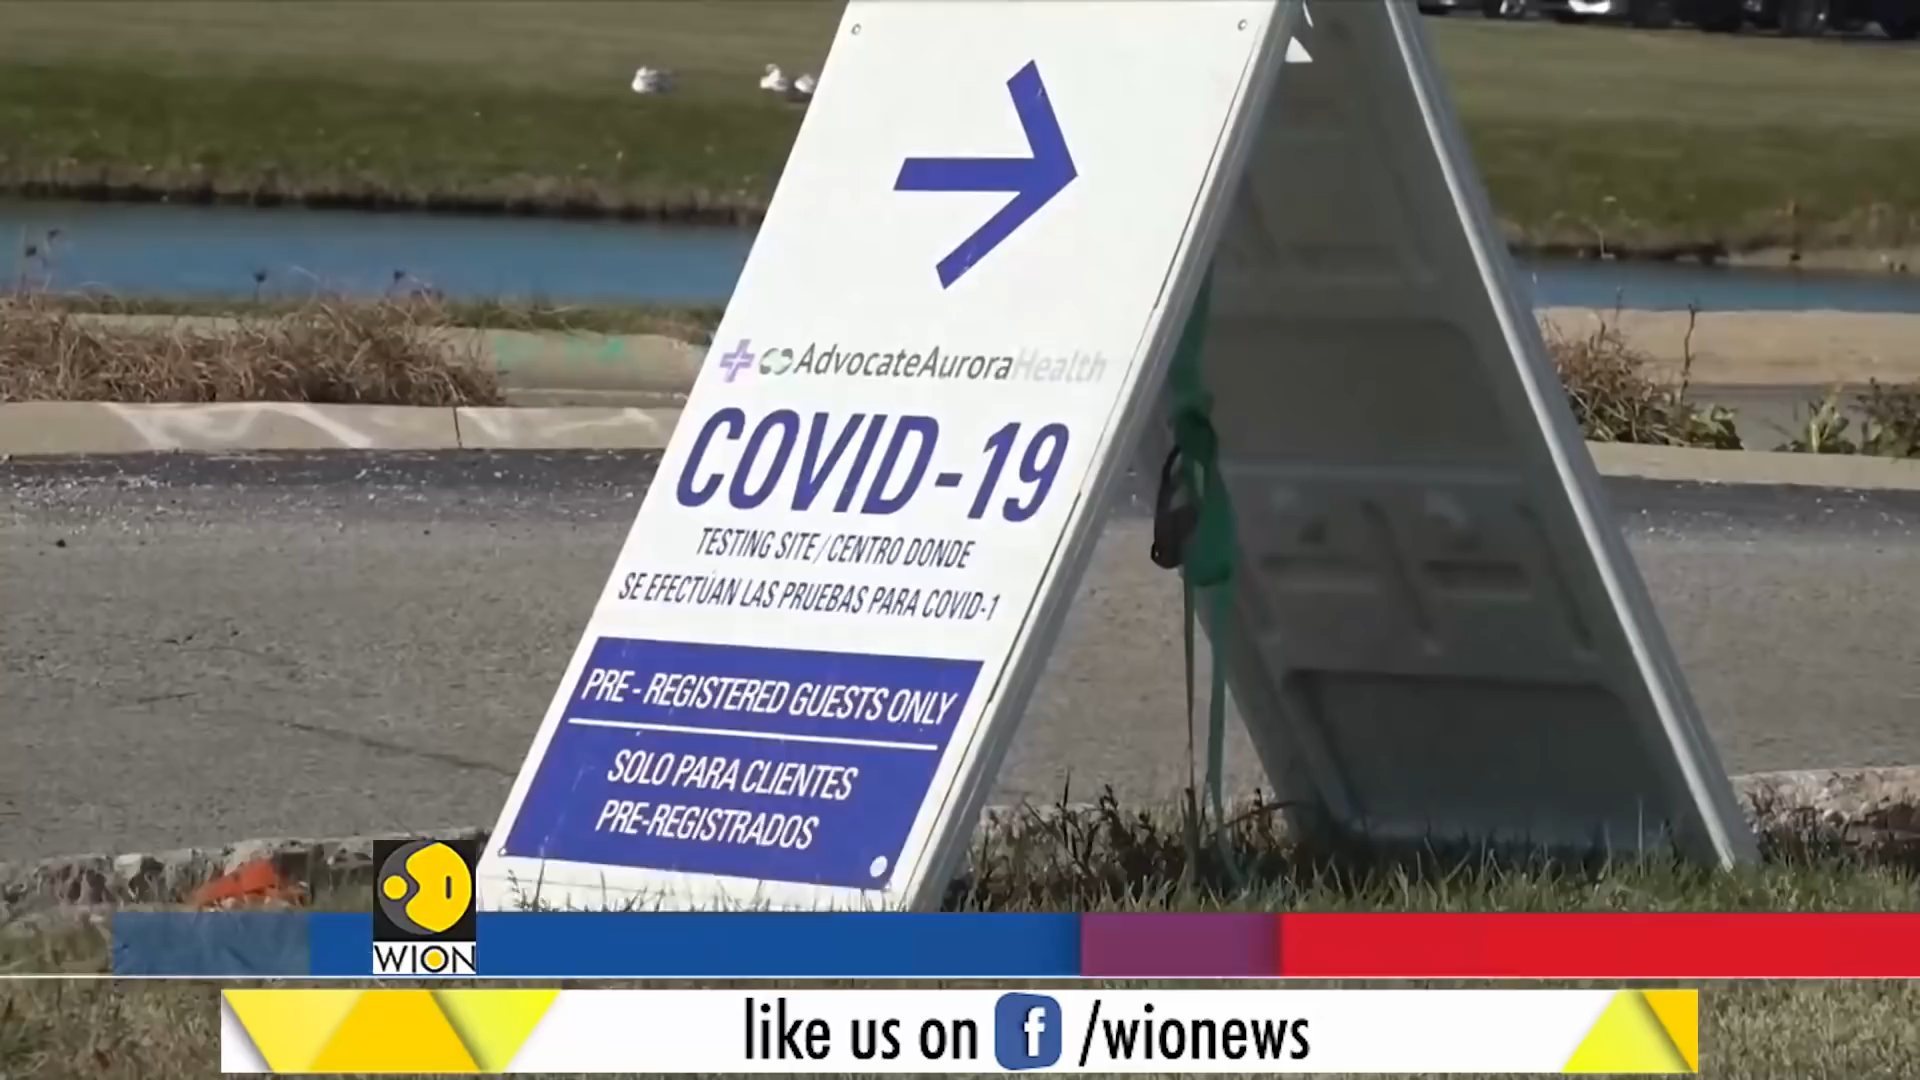 AdvocateAuroraHealth
COVID-19
TESTING SITE / CENTRO DONDE
SE EFECTÚAN LAS PRUEBAS PARA COVID-1
PRE - REGISTERED GUESTS ONLY
SOLO PARA CLIENTES
PRE-REGISTRADOS
WION
like us on f /wionews